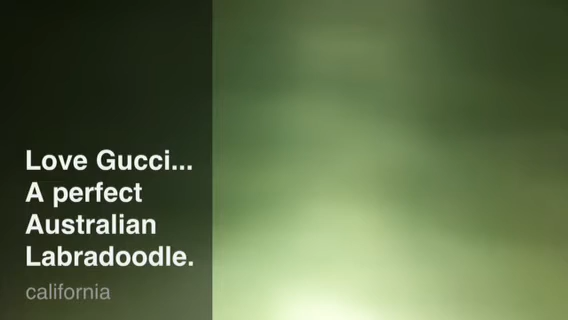 Love Gucci...
A perfect
Australian
Labradoodle.
california